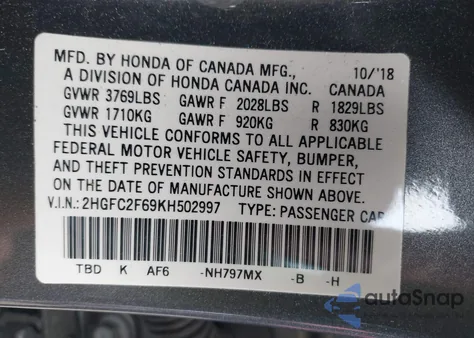 MFD. BY HONDA OF CANADA MFG., 10/'18
A DIVISION OF HONDA CANADA INC. CANADA
GVWR 3769LBS GAWR F 2028LBS R 1829LBS
GVWR 1710KG GAWR F 920KG R 830KG
THIS VEHICLE CONFORMS TO ALL APPLICABLE
FEDERAL MOTOR VEHICLE SAFETY, BUMPER,
AND THEFT PREVENTION STANDARDS IN EFFECT
ON THE DATE OF MANUFACTURE SHOWN ABOVE.
V.I.N.: 2HGFC2F69KH502997 TYPE: PASSENGER CAR
TBD K AF6 -NH797MX -B -H
autaSnap